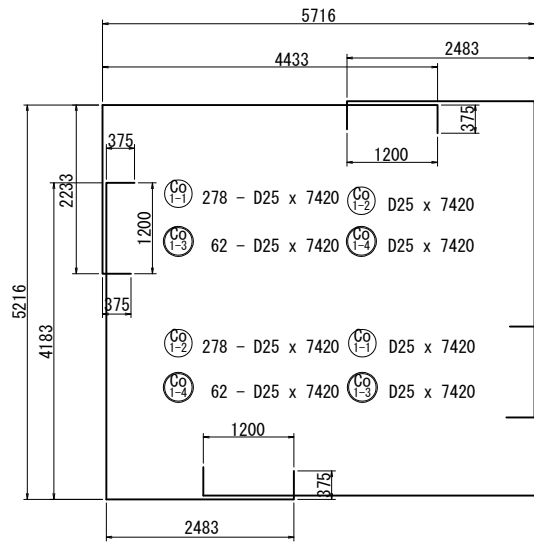 5716
4433
2483
375
375
1200
2233
1200
375
5216
4183
Co
1-1
278 - D25 x 7420
Co
1-2
D25 x 7420
Co
1-3
62 - D25 x 7420
Co
1-4
D25 x 7420
Co
1-2
278 - D25 x 7420
Co
1-1
D25 x 7420
Co
1-4
62 - D25 x 7420
Co
1-3
D25 x 7420
1200
375
2483